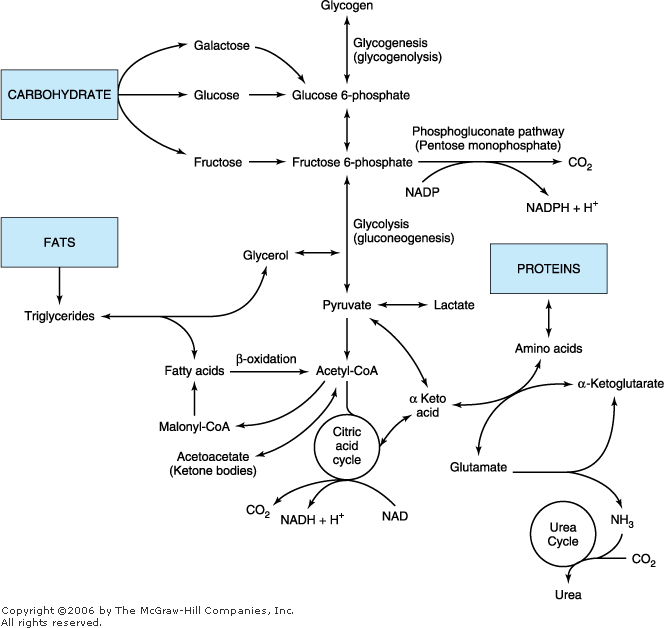 Glycogen
Glycogenesis
(glycogenolysis)
Galactose
CARBOHYDRATE
Glucose
Glucose 6-phosphate
Phosphogluconate pathway
(Pentose monophosphate)
Fructose
Fructose 6-phosphate
CO2
NADP
NADPH + H+
Glycolysis
(gluconeogenesis)
FATS
Glycerol
PROTEINS
Triglycerides
Pyruvate
Lactate
Amino acids
β-oxidation
Fatty acids
Acetyl-CoA
α Keto
acid
α-Ketoglutarate
Malonyl-CoA
Citric
acid
cycle
Acetoacetate
(Ketone bodies)
Glutamate
CO2
NADH + H+
NAD
NH3
Urea
Cycle
CO2
Urea
Copyright ©2006 by The McGraw-Hill Companies, Inc.
All rights reserved.